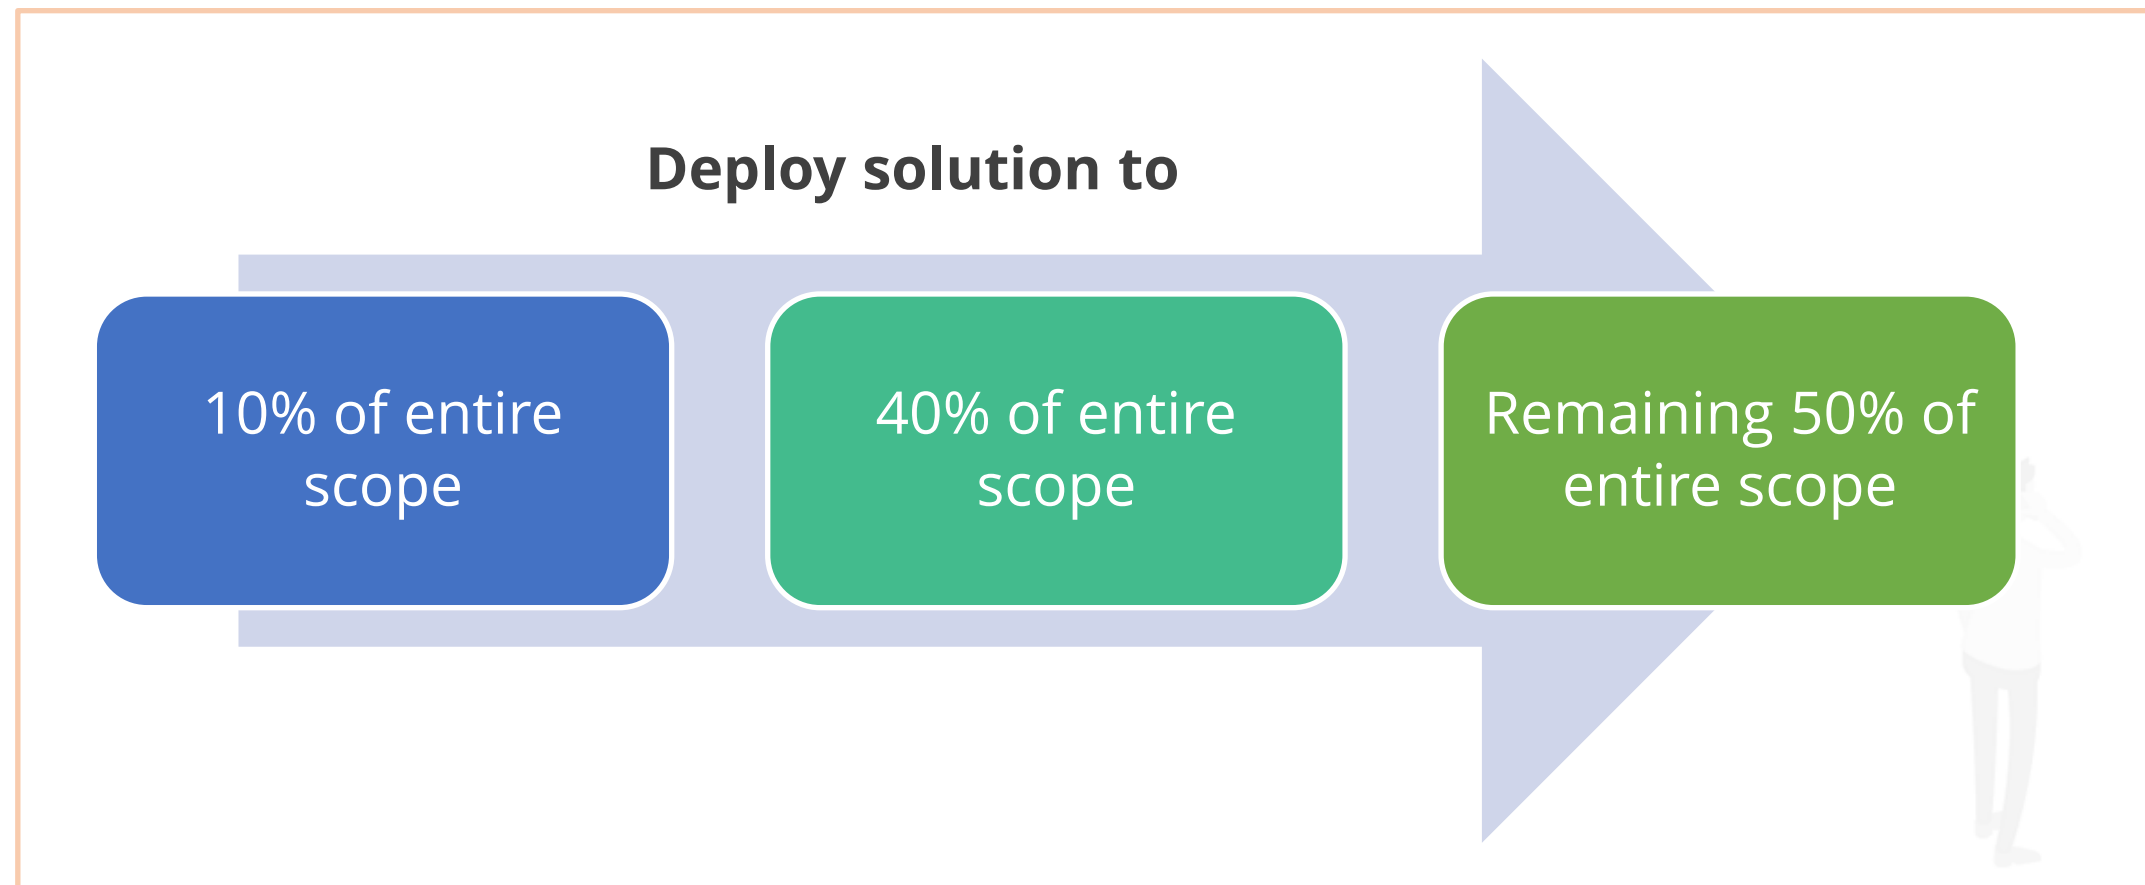 Deploy solution to
10% of entire
scope
40% of entire
scope
Remaining 50% of
entire scope